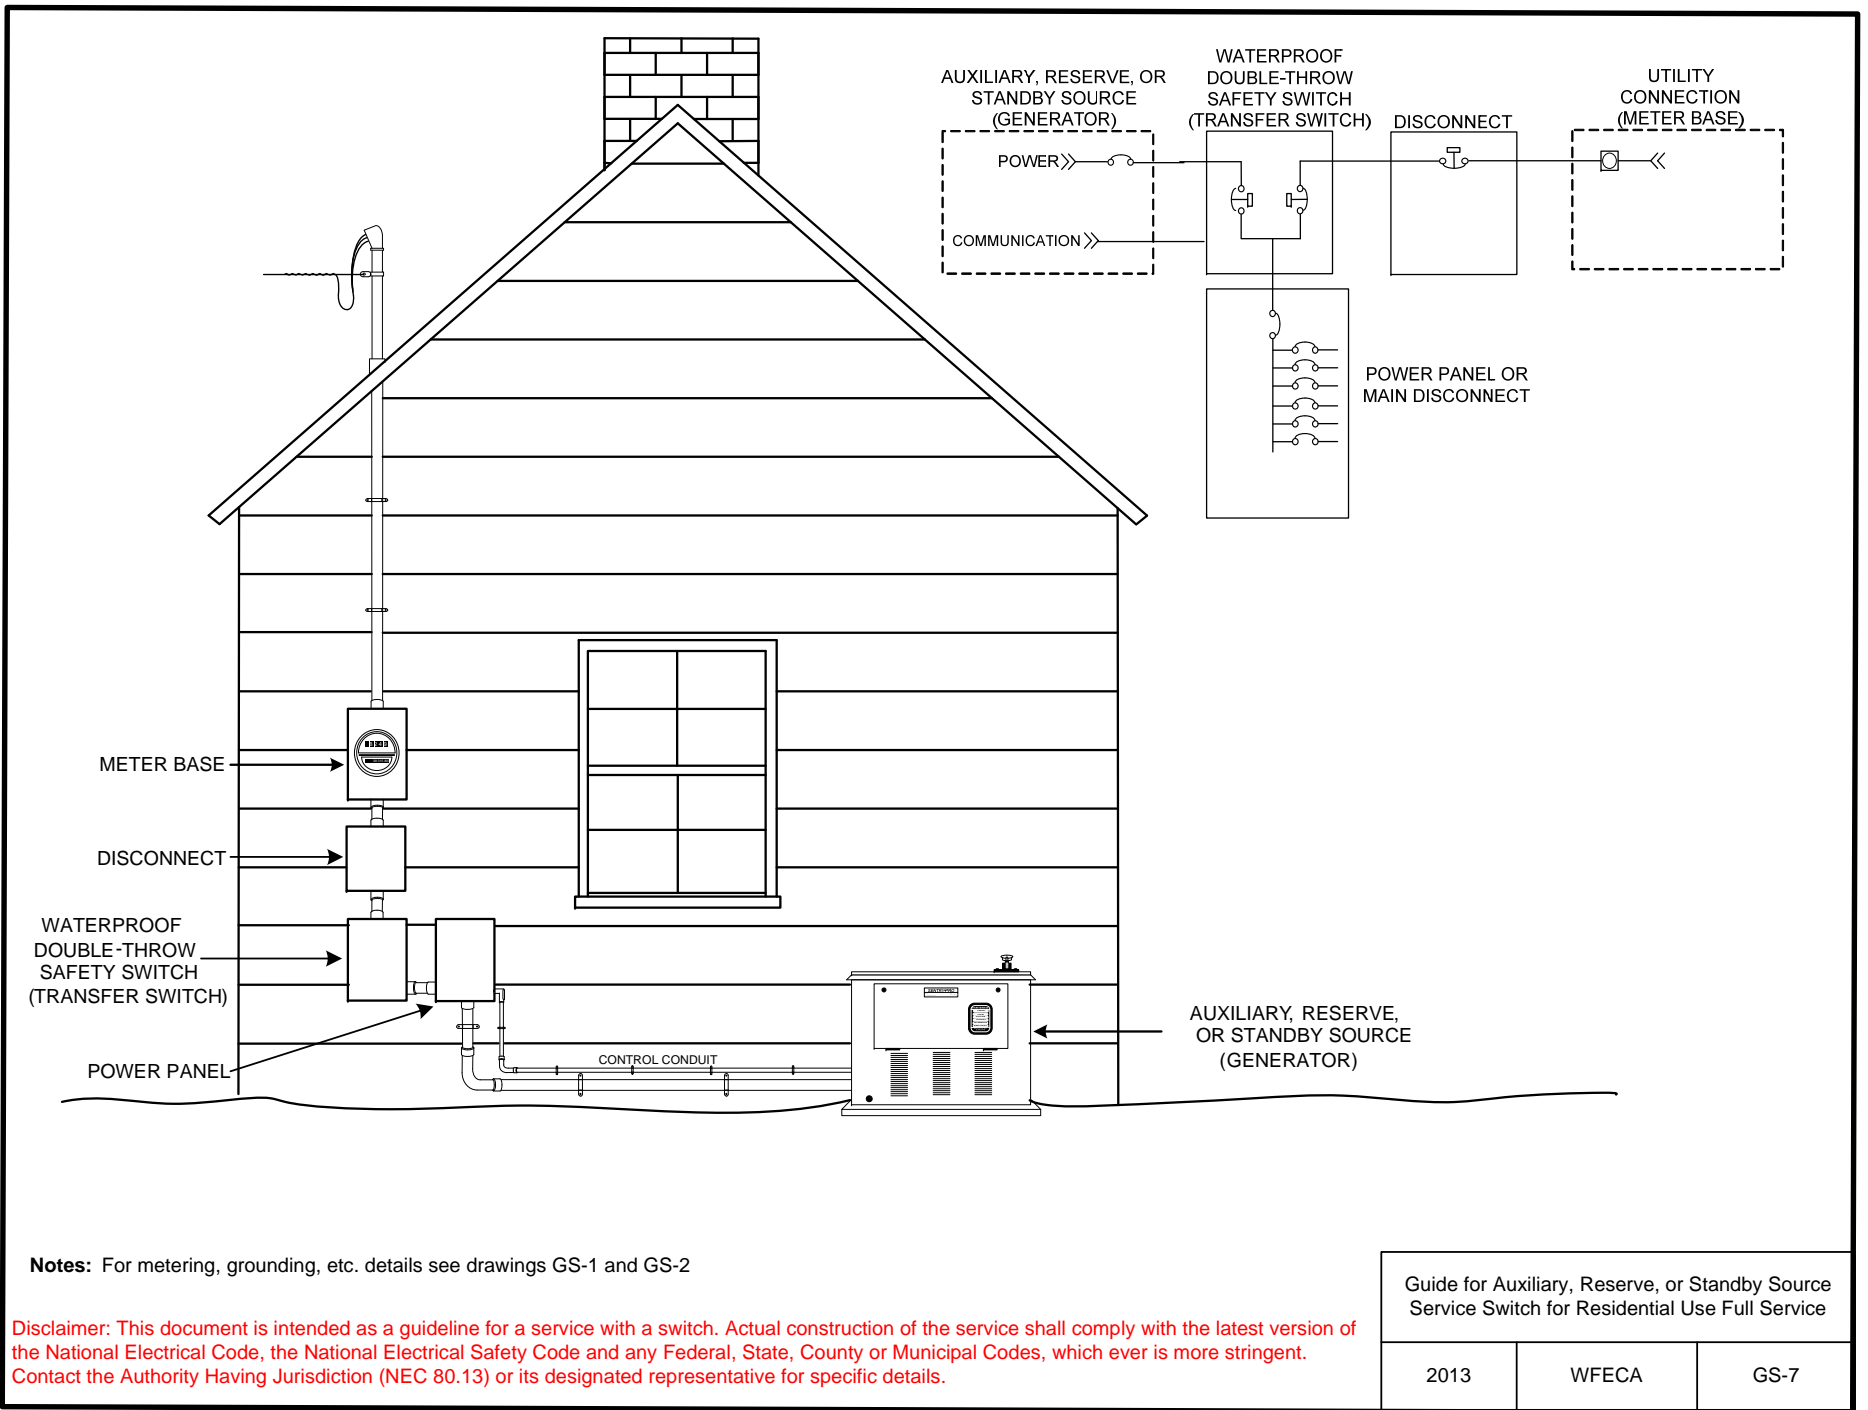 AUXILIARY, RESERVE, OR
STANDBY SOURCE
(GENERATOR)
WATERPROOF
DOUBLE-THROW
SAFETY SWITCH
(TRANSFER SWITCH)
DISCONNECT
UTILITY
CONNECTION
(METER BASE)
POWER
COMMUNICATION
POWER PANEL OR
MAIN DISCONNECT
METER BASE
DISCONNECT
WATERPROOF
DOUBLE-THROW
SAFETY SWITCH
(TRANSFER SWITCH)
POWER PANEL
CONTROL CONDUIT
AUXILIARY, RESERVE,
OR STANDBY SOURCE
(GENERATOR)
Notes: For metering, grounding, etc. details see drawings GS-1 and GS-2
Disclaimer: This document is intended as a guideline for a service with a switch. Actual construction of the service shall comply with the latest version of
the National Electrical Code, the National Electrical Safety Code and any Federal, State, County or Municipal Codes, which ever is more stringent.
Contact the Authority Having Jurisdiction (NEC 80.13) or its designated representative for specific details.
Guide for Auxiliary, Reserve, or Standby Source
Service Switch for Residential Use Full Service
2013
WFECA
GS-7